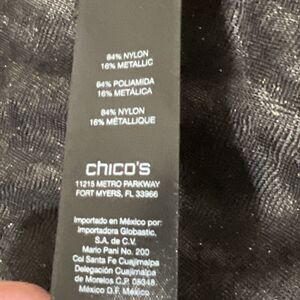 84% NYLON
16% METALLIC
84% POLIAMIDA
16% METÁLICA
84% NYLON
16% MÉTALLIQUE
chico's
11215 METRO PARKWAY
FORT MYERS, FL 33966
Importado en México por:
Importadora Globastic,
S.A. de C.V.
Mario Pani No. 200
Col Santa Fe Cuajimalpa
Delegación Cuajimalpa
de Morelos C.P. 05348
México D.F. México